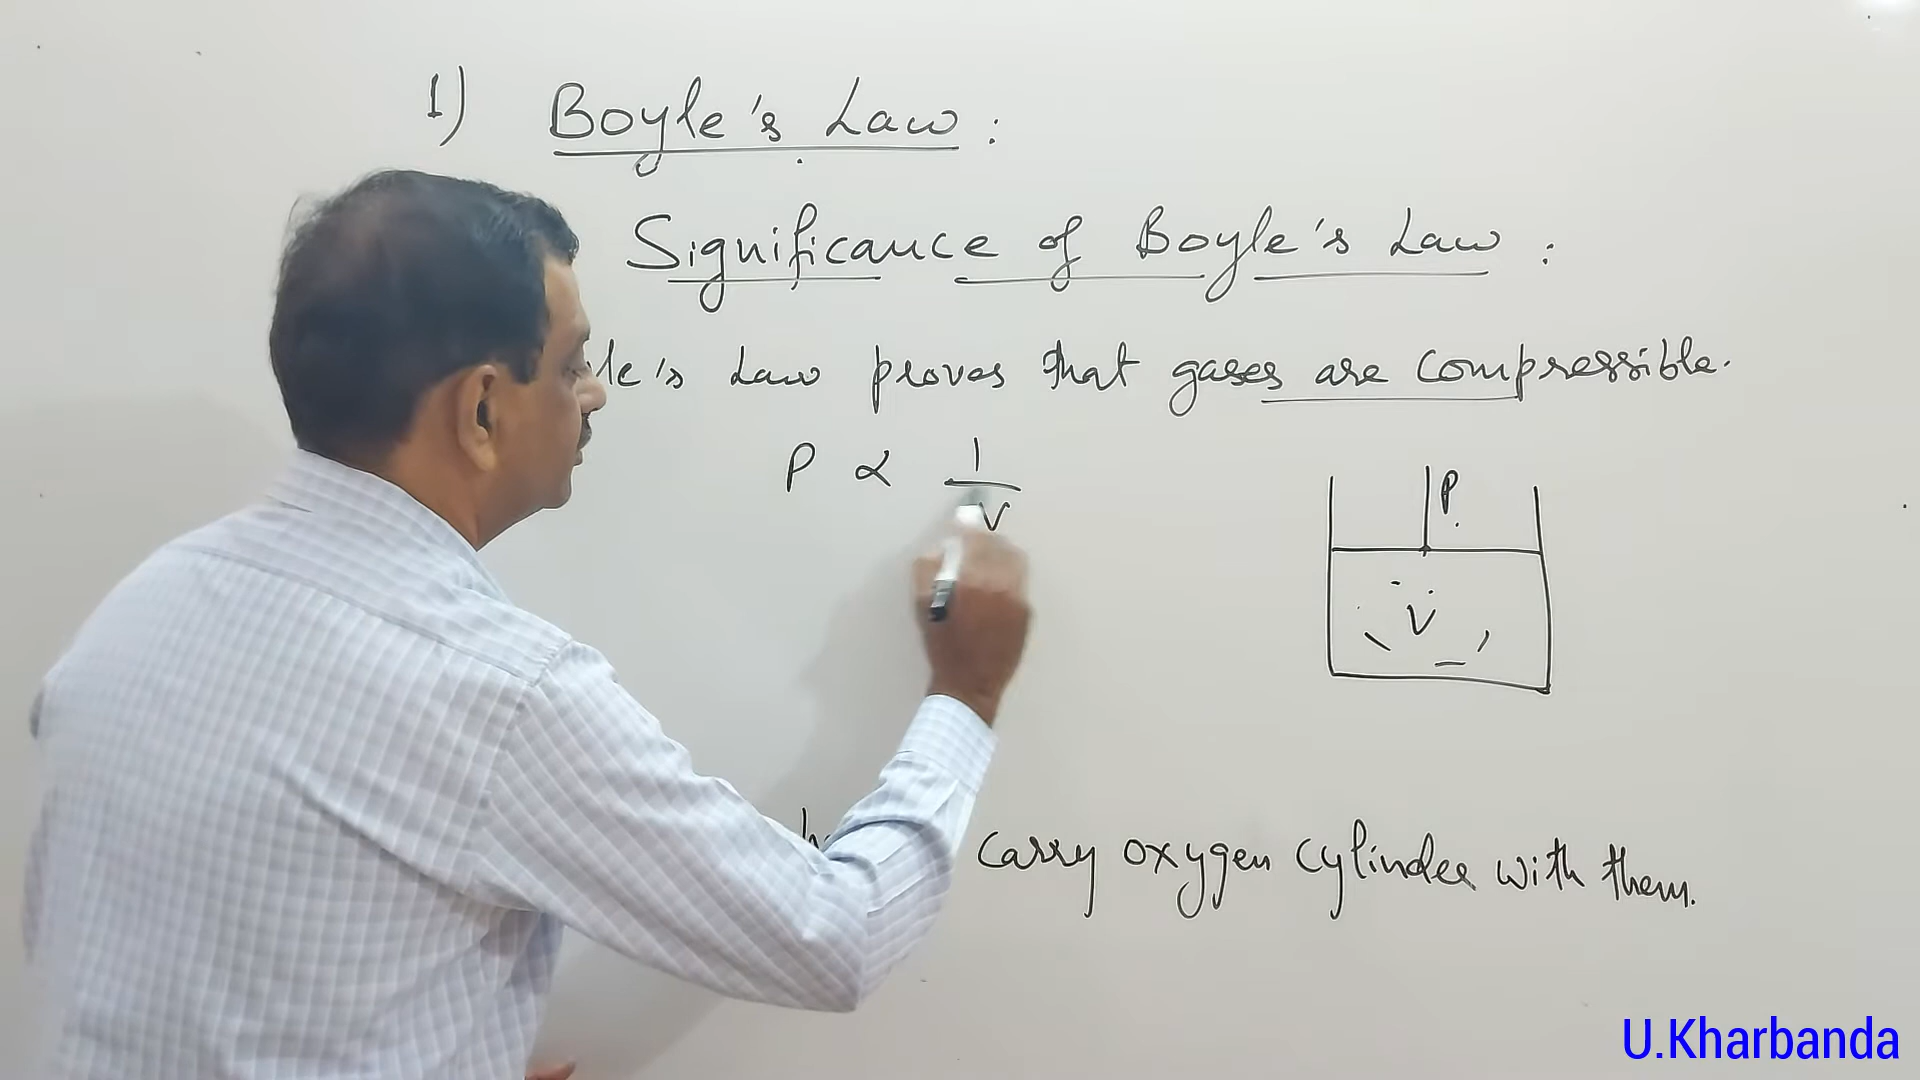 1) Boyle's Law :
Significance of Boyle's Law :
le's Law proves that gases are compressible.
P ∝ 1/V
P
V
carry oxygen cylinder with them.
U.Kharbanda